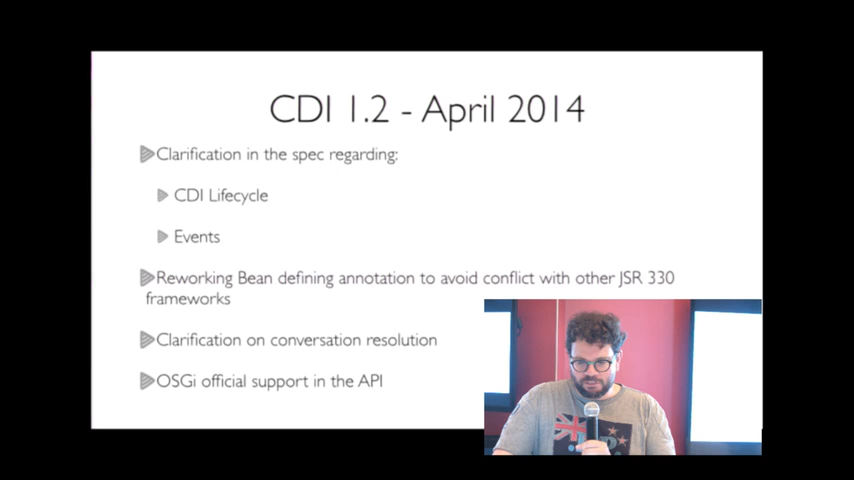 CDI 1.2 - April 2014
Clarification in the spec regarding:
CDI Lifecycle
Events
Reworking Bean defining annotation to avoid conflict with other JSR 330
frameworks
Clarification on conversation resolution
OSGi official support in the API